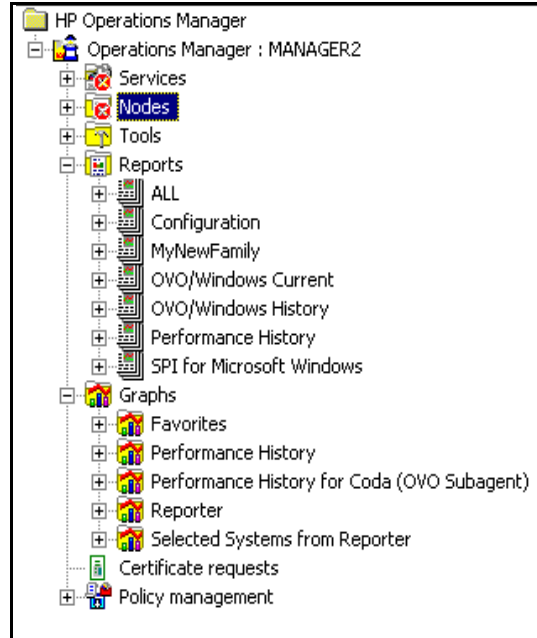 HP Operations Manager
Operations Manager : MANAGER2
Services
Nodes
Tools
Reports
ALL
Configuration
MyNewFamily
OVO/Windows Current
OVO/Windows History
Performance History
SPI for Microsoft Windows
Graphs
Favorites
Performance History
Performance History for Coda (OVO Subagent)
Reporter
Selected Systems from Reporter
Certificate requests
Policy management